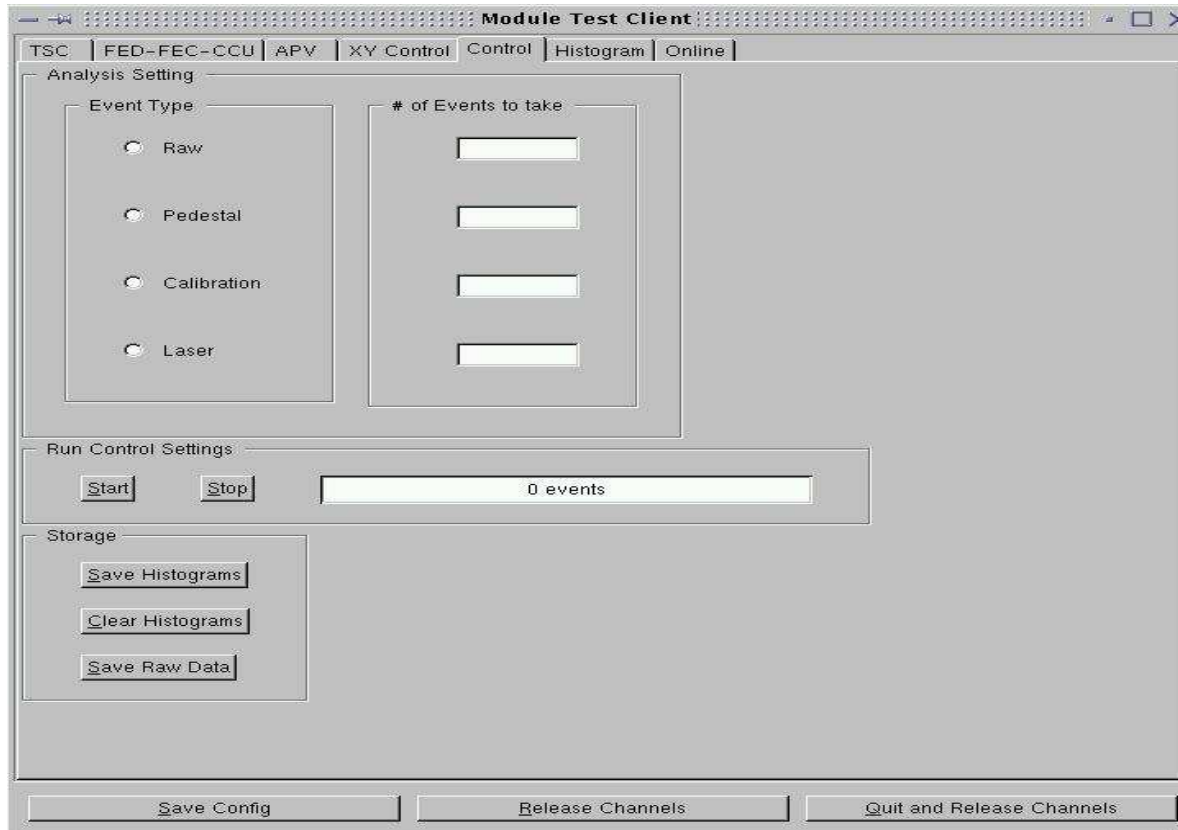 Module Test Client
TSC FED-FEC-CCU APV XY Control Control Histogram Online
Analysis Setting
Event Type # of Events to take
Raw
Pedestal
Calibration
Laser
Run Control Settings
Start Stop 0 events
Storage
Save Histograms
Clear Histograms
Save Raw Data
Save Config Release Channels Quit and Release Channels